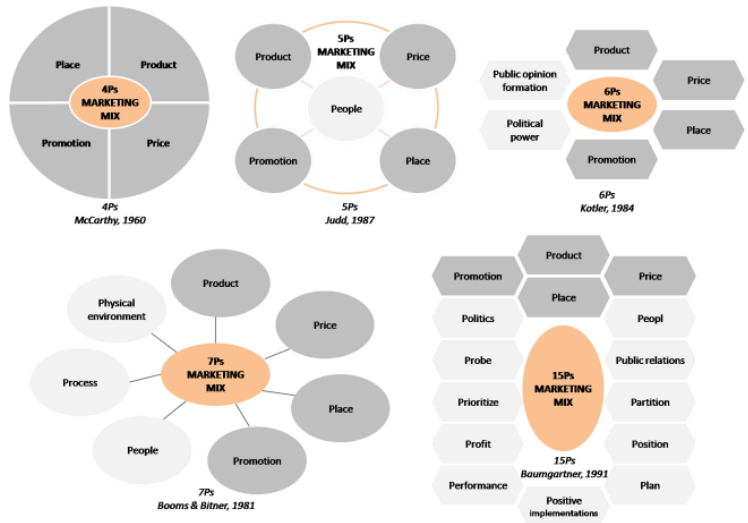 Place
Product
4Ps
MARKETING
MIX
Promotion
Price
4Ps
McCarthy, 1960
Product
5Ps
MARKETING
MIX
Price
People
Promotion
Place
5Ps
Judd, 1987
Product
Public opinion
formation
Price
6Ps
MARKETING
MIX
Political
power
Place
Promotion
6Ps
Kotler, 1984
Product
Physical
environment
Price
7Ps
MARKETING
MIX
Process
Place
People
Promotion
7Ps
Booms & Bitner, 1981
Product
Promotion
Price
Place
Politics
Peopl
Probe
Public relations
15Ps
MARKETING
MIX
Prioritize
Partition
Profit
Position
15Ps
Baumgartner, 1991
Performance
Plan
Positive
implementations